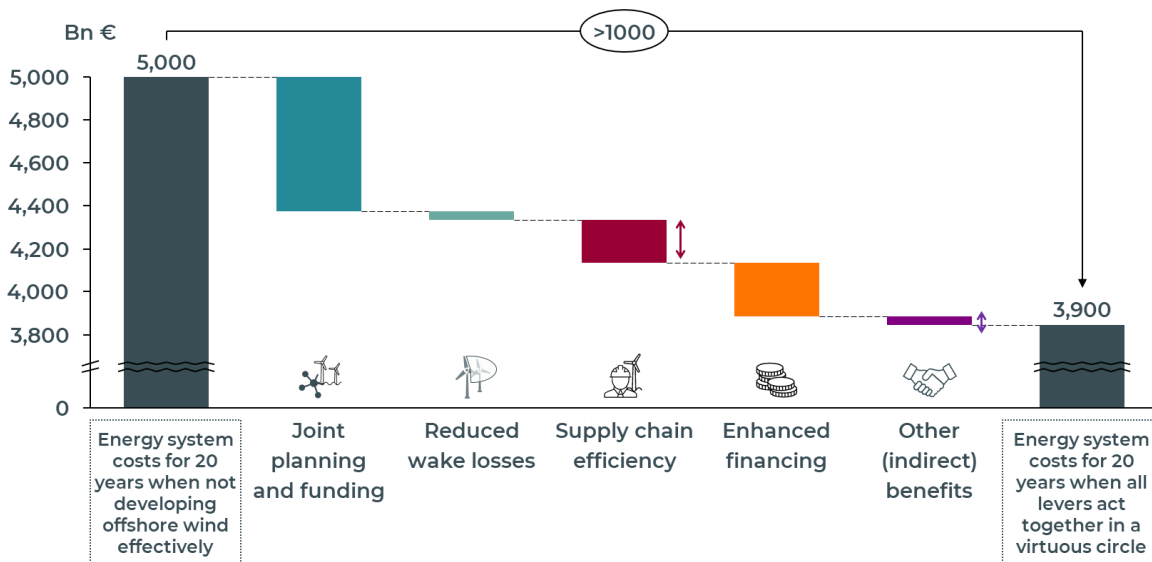 Bn €
>1000
5,000
5,000
4,800
4,600
4,400
4,200
4,000
3,800
0
3,900
Energy system
costs for 20
years when not
developing
offshore wind
effectively
Joint
planning
and funding
Reduced
wake losses
Supply chain
efficiency
Enhanced
financing
Other
(indirect)
benefits
Energy system
costs for 20
years when all
levers act
together in a
virtuous circle